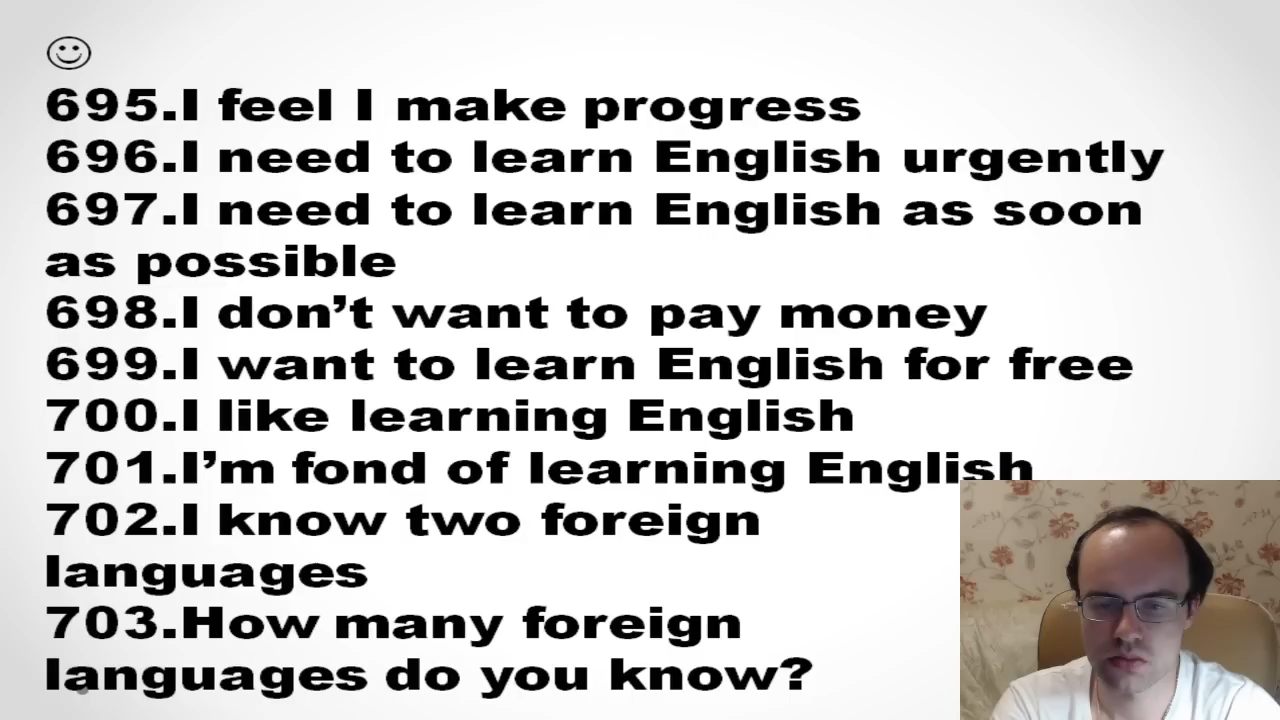 695.I feel I make progress
696.I need to learn English urgently
697.I need to learn English as soon
as possible
698.I don’t want to pay money
699.I want to learn English for free
700.I like learning English
701.I’m fond of learning English
702.I know two foreign
languages
703.How many foreign
languages do you know?